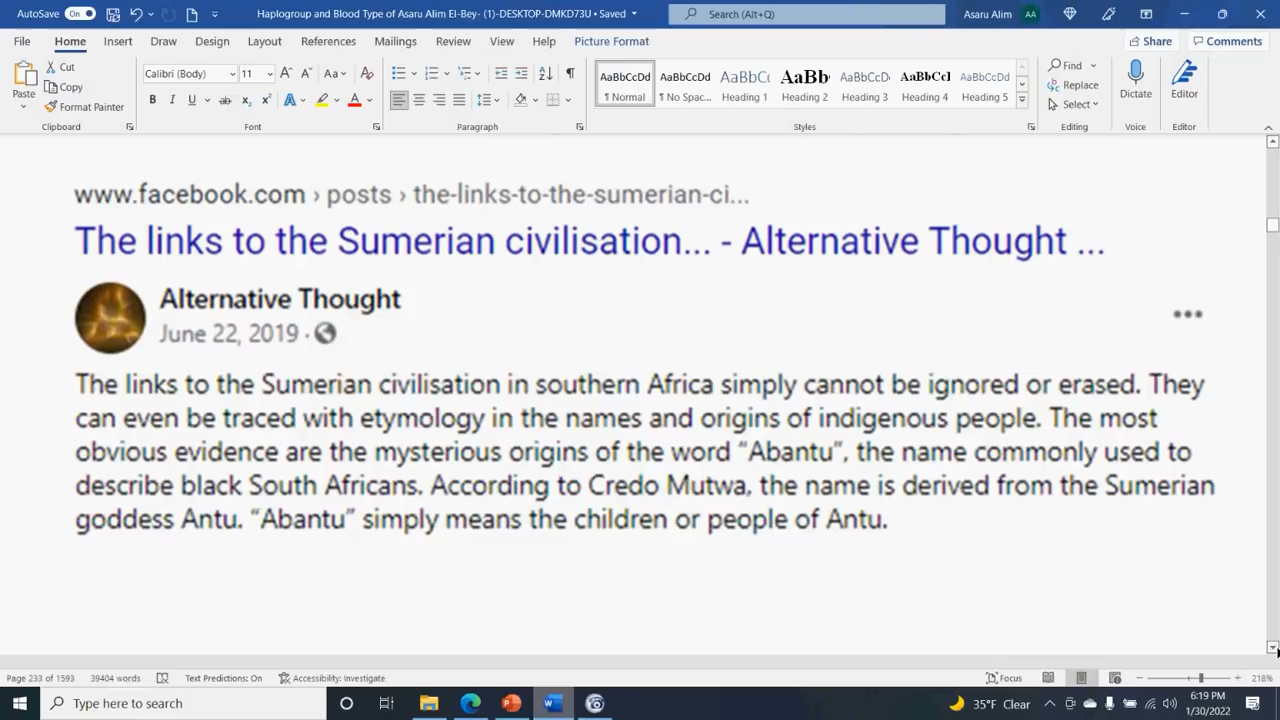 AutoSave On Haplogroup and Blood Type of Asaru Alim El-Bey- (1)-DESKTOP-DMKD73U • Saved Search (Alt+Q) Asaru Alim AA
File Home Insert Draw Design Layout References Mailings Review View Help Picture Format Share Comments
Paste Cut Copy Format Painter
Calibri (Body) 11
AaBbCcDd AaBbCcDd AaBbCc AaBb AaBbCcDd AaBbCcI AaBbCcDd
¶ Normal ¶ No Spac... Heading 1 Heading 2 Heading 3 Heading 4 Heading 5
Find Replace Select Dictate Editor
Clipboard Font Paragraph Styles Editing Voice Editor
www.facebook.com › posts › the-links-to-the-sumerian-ci...
The links to the Sumerian civilisation... - Alternative Thought ...
Alternative Thought
June 22, 2019 ·
The links to the Sumerian civilisation in southern Africa simply cannot be ignored or erased. They
can even be traced with etymology in the names and origins of indigenous people. The most
obvious evidence are the mysterious origins of the word “Abantu”, the name commonly used to
describe black South Africans. According to Credo Mutwa, the name is derived from the Sumerian
goddess Antu. “Abantu” simply means the children or people of Antu.
Page 233 of 1593 39404 words Text Predictions: On Accessibility: Investigate Focus 218%
Type here to search 35°F Clear 6:19 PM
1/30/2022